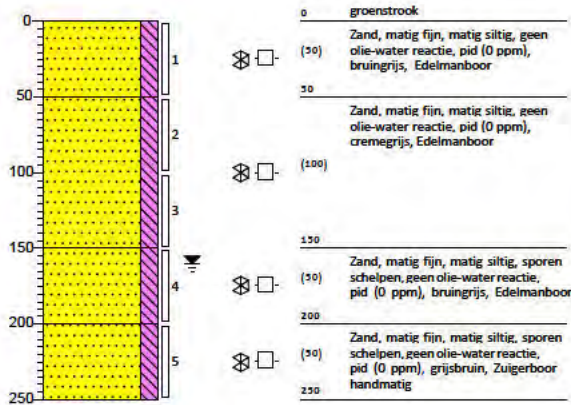 0
0 groenstrook
1
(50)
Zand, matig fijn, matig siltig, geen
olie-water reactie, pid (0 ppm),
bruingrijs, Edelmanboor
50
50
2
Zand, matig fijn, matig siltig, geen
olie-water reactie, pid (0 ppm),
cremegrijs, Edelmanboor
100
(100)
3
150
150
4
(50)
Zand, matig fijn, matig siltig, sporen
schelpen, geen olie-water reactie,
pid (0 ppm), bruingrijs, Edelmanboor
200
200
5
(50)
Zand, matig fijn, matig siltig, sporen
schelpen, geen olie-water reactie,
pid (0 ppm), grijsbruin, Zuigerboor
handmatig
250
250